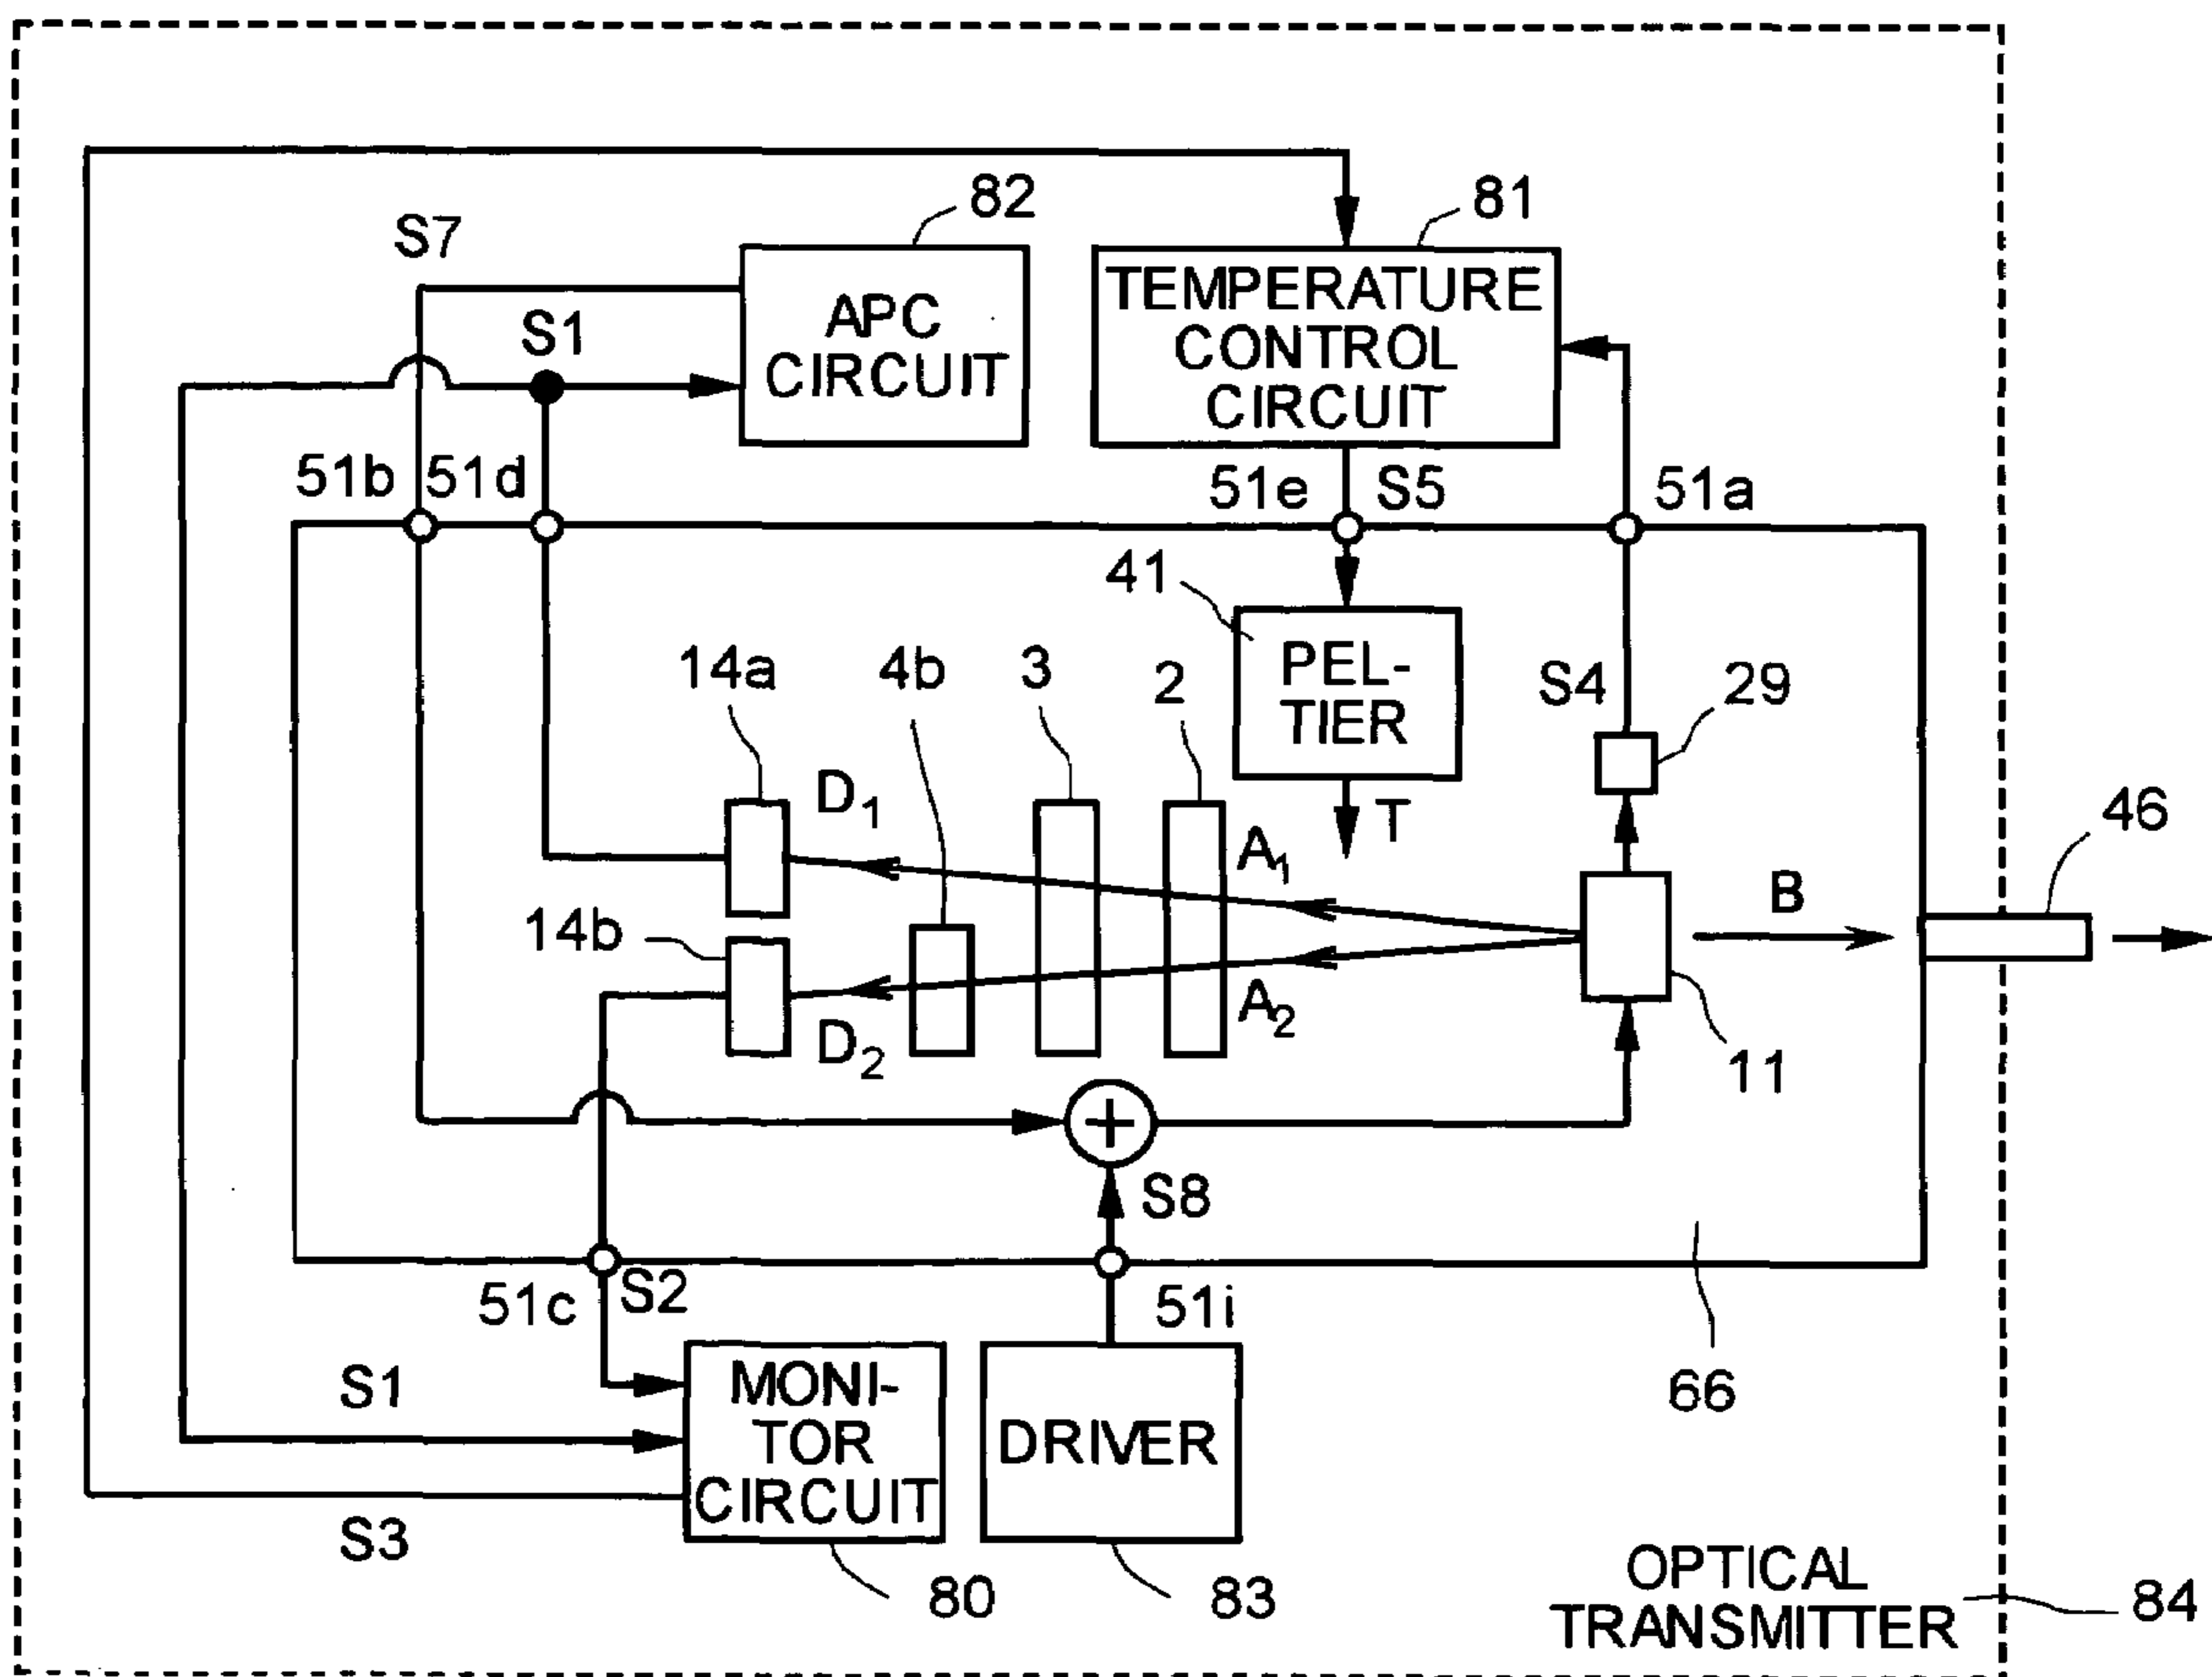 82
81
S7
APC
CIRCUIT
TEMPERATURE
CONTROL
CIRCUIT
S1
51b
51d
51e
S5
51a
41
PEL-
TIER
14a
4b
3
2
S4
29
D1
T
A1
46
B
14b
A2
D2
11
S8
51c
S2
51i
66
S1
MONI-
TOR
CIRCUIT
DRIVER
S3
80
83
OPTICAL
TRANSMITTER
84